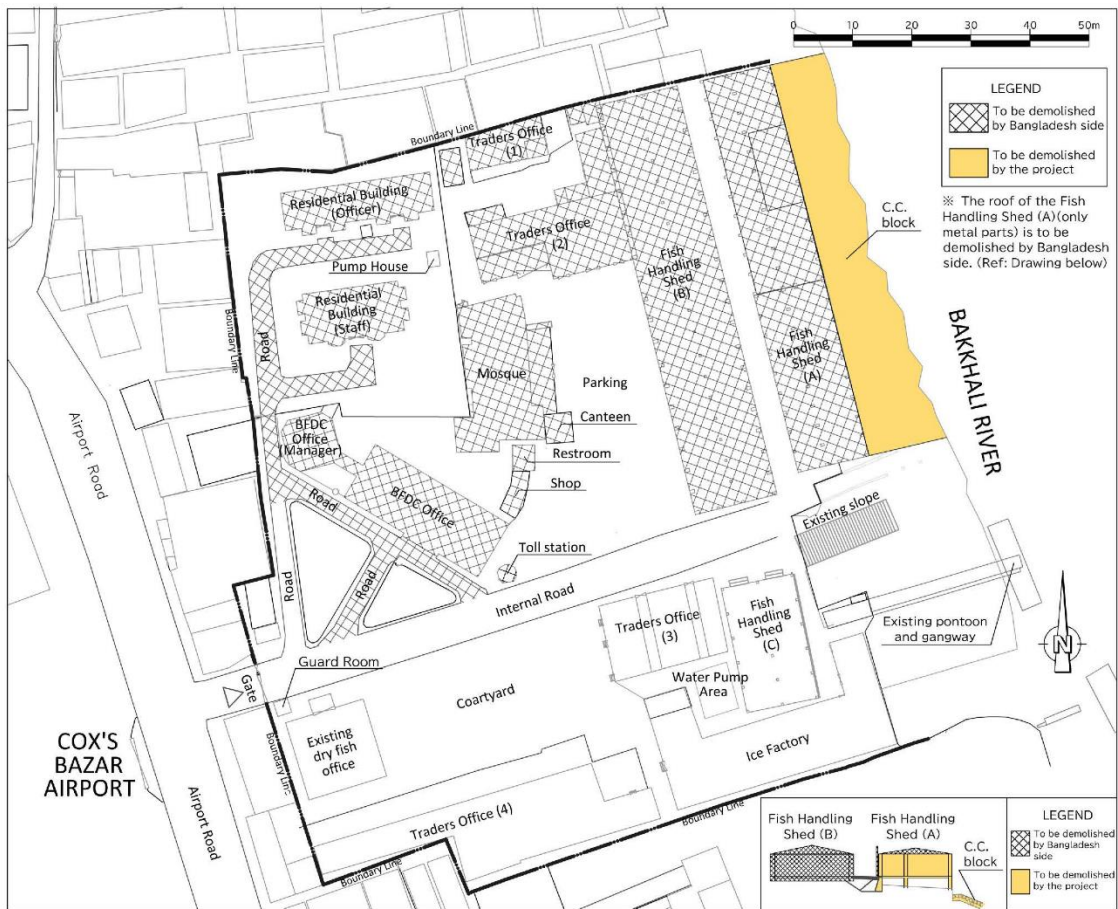 0 10 20 30 40 50m
LEGEND
To be demolished
by Bangladesh side
To be demolished
by the project
※ The roof of the Fish
Handling Shed (A)(only
metal parts) is to be
demolished by Bangladesh
side. (Ref: Drawing below)
Boundary Line
Traders Office
(1)
Residential Building
(Officer)
Traders Office
(2)
Pump House
Residential
Building
(Staff)
Fish
Handling
Shed
(B)
C.C.
block
Boundary Line
Road
Mosque
Parking
Fish
Handling
Shed
(A)
BAKKHALI RIVER
Canteen
BFDC
Office
(Manager)
Restroom
Airport Road
Shop
Road
BFDC Office
Existing slope
Toll station
Road
Road
Internal Road
Traders Office
(3)
Fish
Handling
Shed
(C)
Existing pontoon
and gangway
N
Guard Room
Gate
Water Pump
Area
Coartyard
Existing
dry fish
office
Ice Factory
COX'S
BAZAR
AIRPORT
Boundary Line
Airport Road
Traders Office (4)
Boundary Line
Boundary Line
Fish Handling
Shed (B)
Fish Handling
Shed (A)
C.C.
block
LEGEND
To be demolished
by Bangladesh
side
To be demolished
by the project